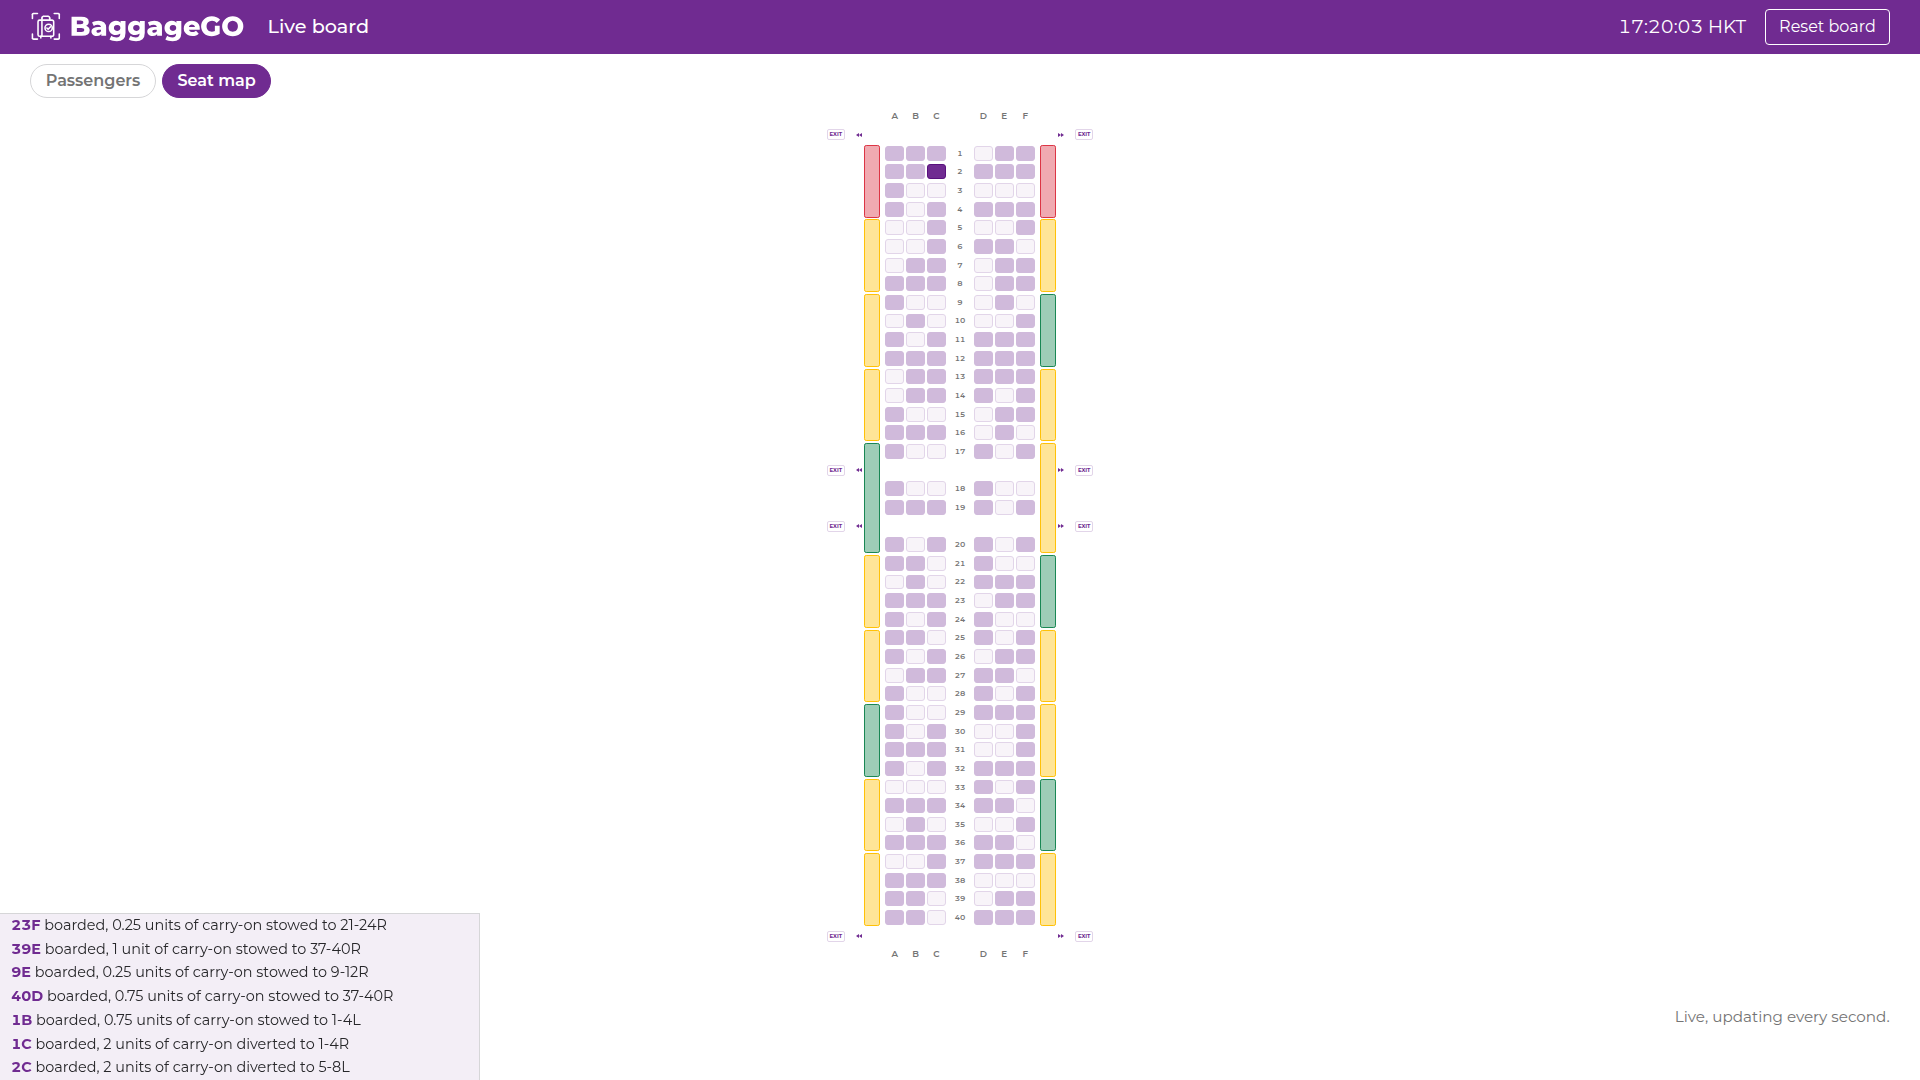 BaggageGO Live board 17:20:03 HKT Reset board
Passengers Seat map
A B C D E F
EXIT EXIT
1
2
3
4
5
6
7
8
9
10
11
12
13
14
15
16
17
EXIT EXIT
18
19
EXIT EXIT
20
21
22
23
24
25
26
27
28
29
30
31
32
33
34
35
36
37
38
39
40
EXIT EXIT
A B C D E F
23F boarded, 0.25 units of carry-on stowed to 21-24R
39E boarded, 1 unit of carry-on stowed to 37-40R
9E boarded, 0.25 units of carry-on stowed to 9-12R
40D boarded, 0.75 units of carry-on stowed to 37-40R
1B boarded, 0.75 units of carry-on stowed to 1-4L
1C boarded, 2 units of carry-on diverted to 1-4R
2C boarded, 2 units of carry-on diverted to 5-8L
Live, updating every second.